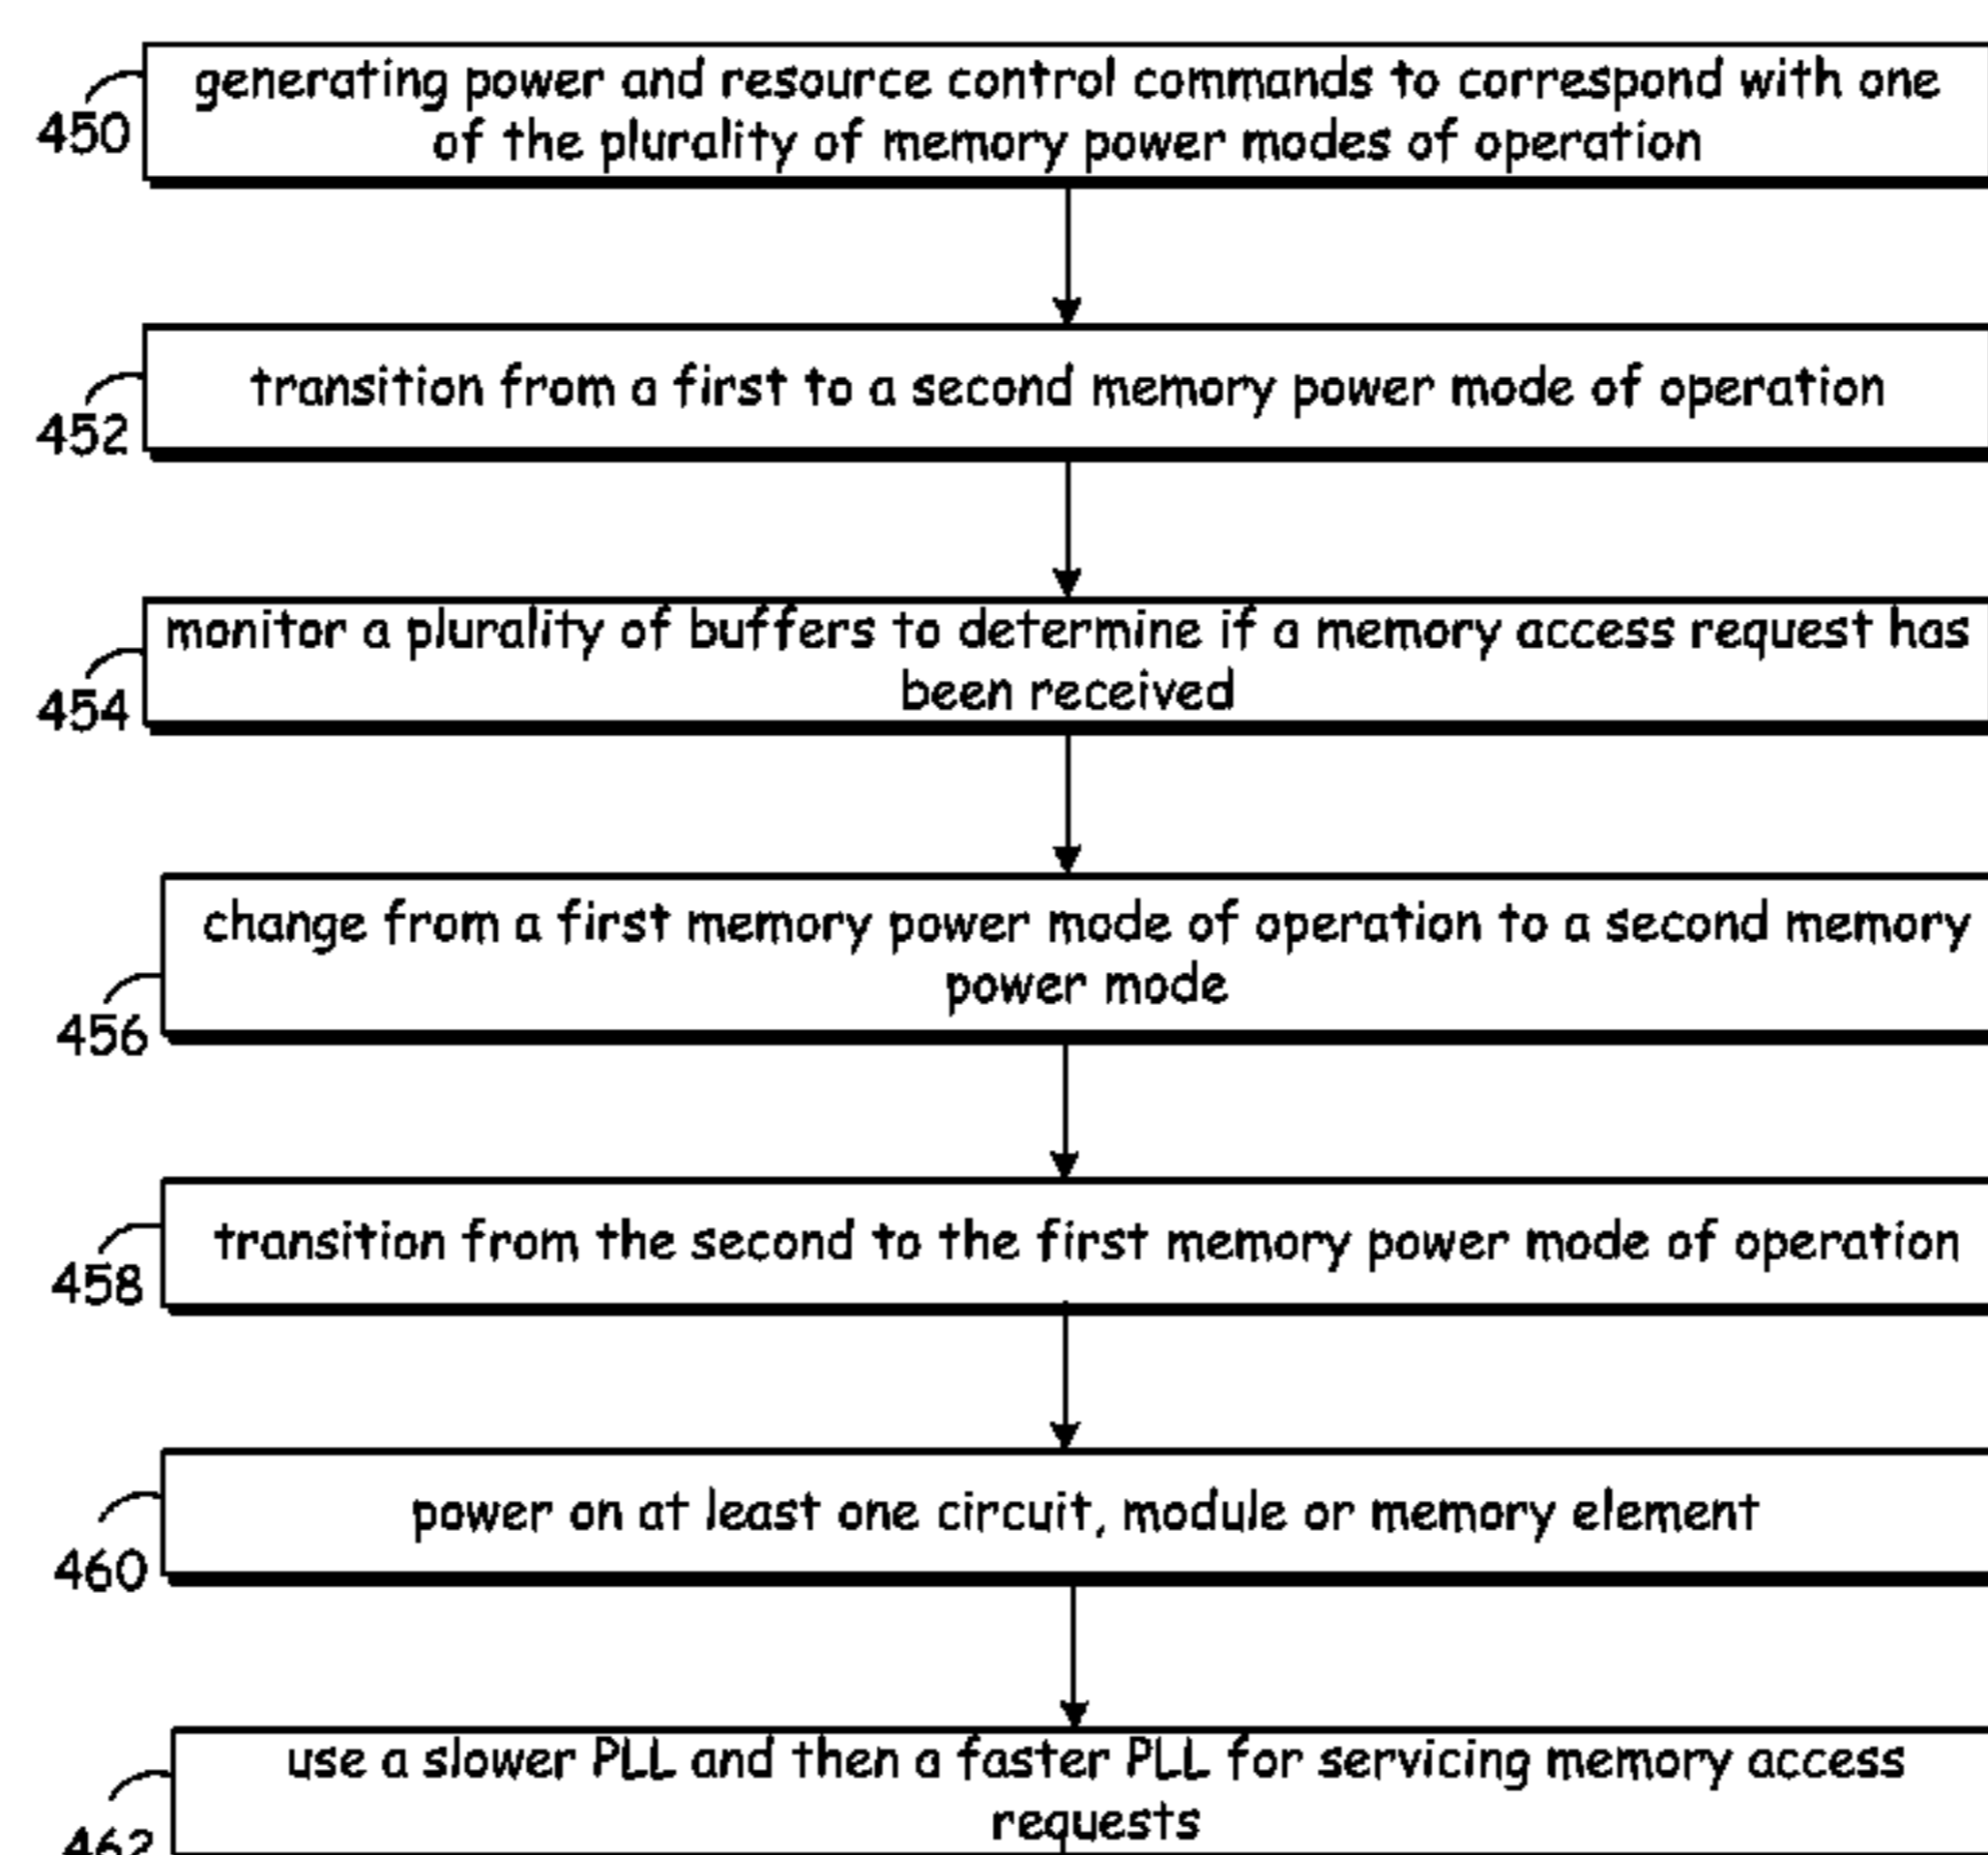 generating power and resource control commands to correspond with one
of the plurality of memory power modes of operation
450
transition from a first to a second memory power mode of operation
452
monitor a plurality of buffers to determine if a memory access request has
been received
454
change from a first memory power mode of operation to a second memory
power mode
456
transition from the second to the first memory power mode of operation
458
power on at least one circuit, module or memory element
460
use a slower PLL and then a faster PLL for servicing memory access
requests
462